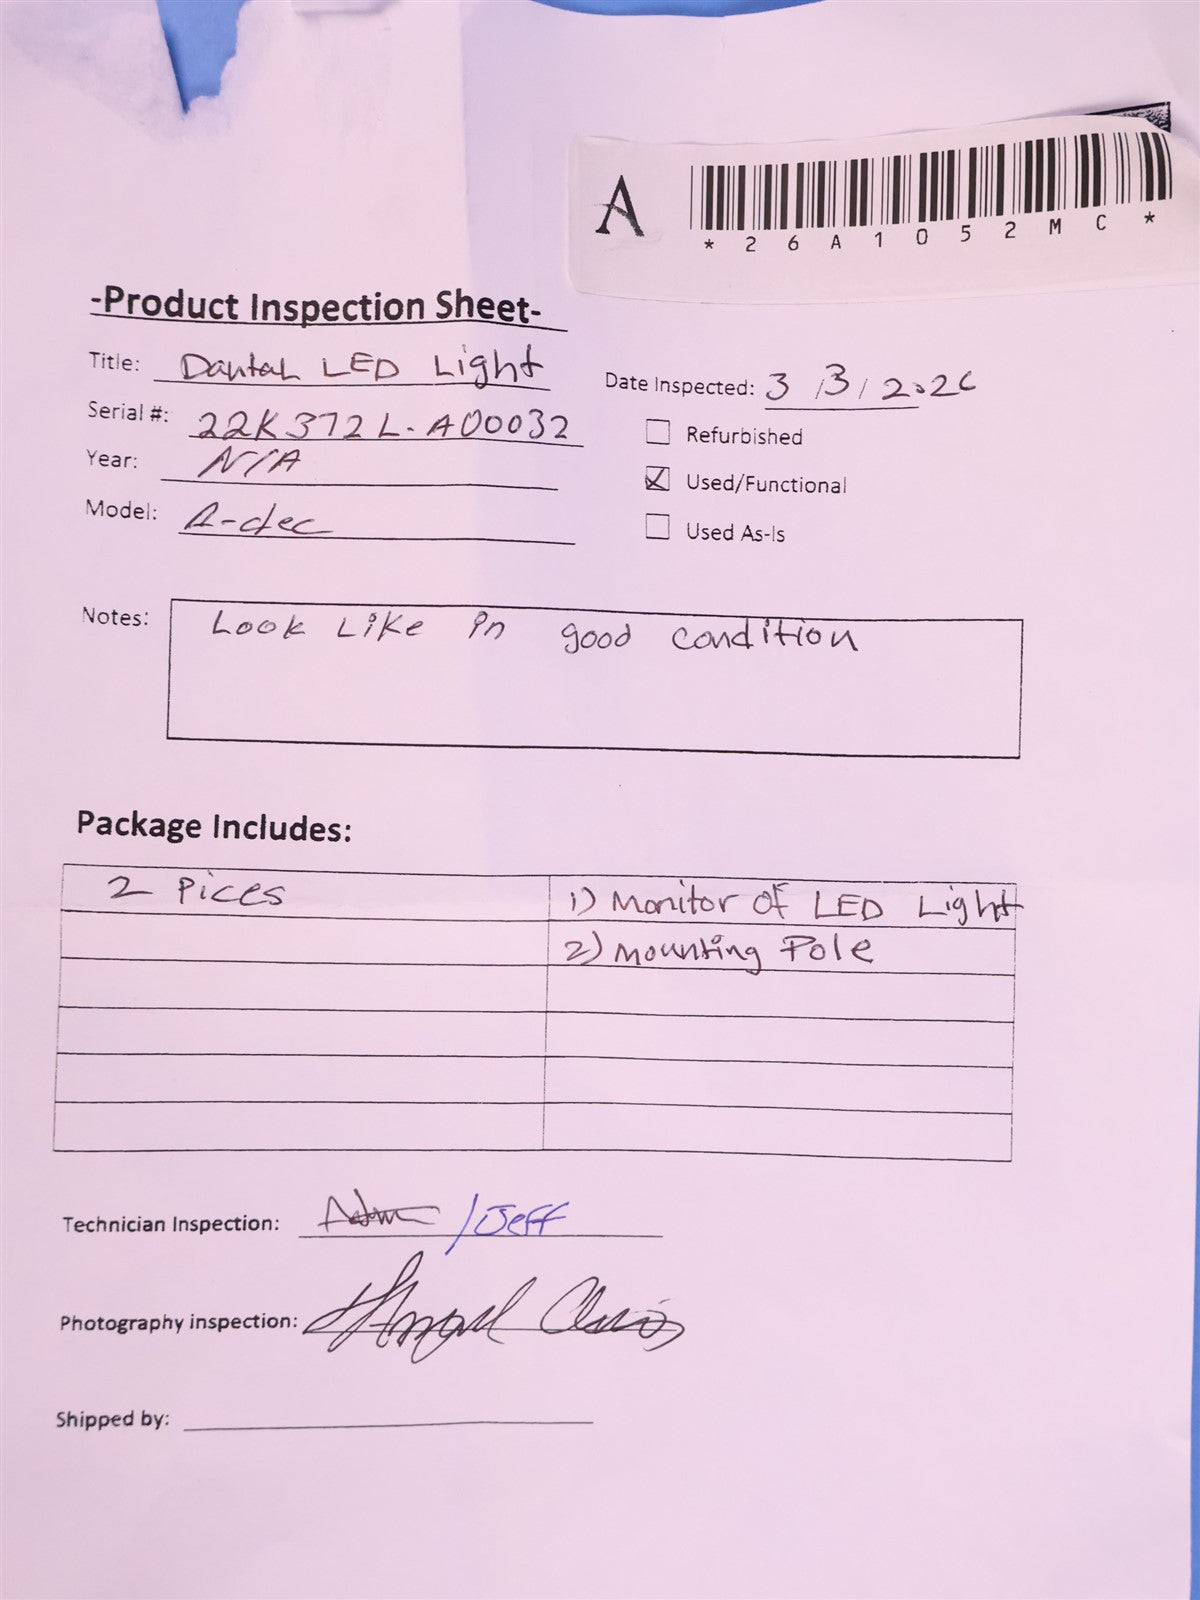 A
*26A1052MC*
-Product Inspection Sheet-
Title: Dantal LED Light
Date Inspected: 3/3/2026
Serial #: 22K372L-A00032
Refurbished
Year: N/A
Used/Functional
Model: A-dec
Used As-Is
Notes: Look Like in good condition
Package Includes:
2 Pices
1) Monitor of LED Light
2) Mounting Pole
Technician Inspection: /Jeff
Photography inspection:
Shipped by: